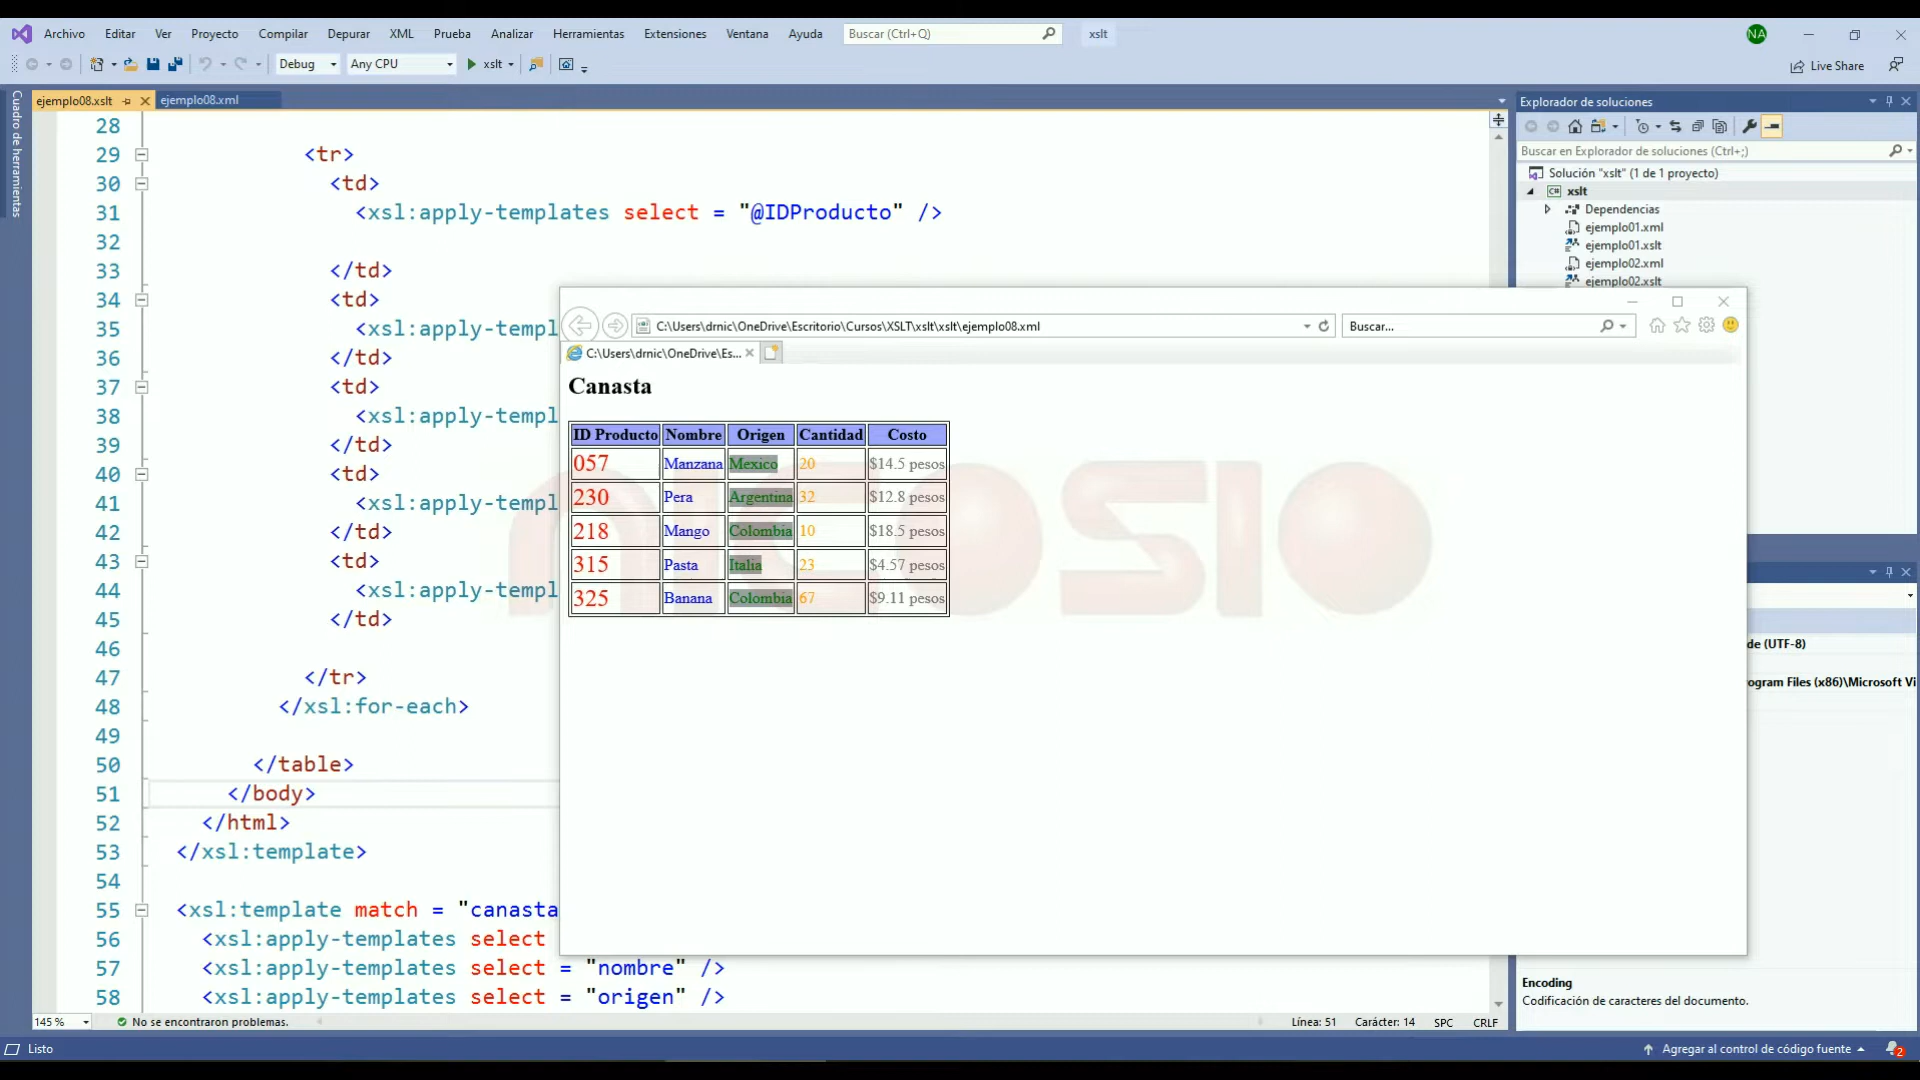 Archivo Editar Ver Proyecto Compilar Depurar XML Prueba Analizar Herramientas Extensiones Ventana Ayuda Buscar (Ctrl+Q) xslt NA
Debug Any CPU xslt Live Share
Cuadro de herramientas
ejemplo08.xslt ejemplo08.xml
28
29 <tr>
30 <td>
31 <xsl:apply-templates select = "@IDProducto" />
32
33 </td>
34 <td>
35 <xsl:apply-templ
36 </td>
37 <td>
38 <xsl:apply-templ
39 </td>
40 <td>
41 <xsl:apply-templ
42 </td>
43 <td>
44 <xsl:apply-templ
45 </td>
46
47 </tr>
48 </xsl:for-each>
49
50 </table>
51 </body>
52 </html>
53 </xsl:template>
54
55 <xsl:template match = "canasta
56 <xsl:apply-templates select
57 <xsl:apply-templates select = "nombre" />
58 <xsl:apply-templates select = "origen" />
145 % No se encontraron problemas. Línea: 51 Carácter: 14 SPC CRLF
Listo Agregar al control de código fuente 2
C:\Users\drnic\OneDrive\Escritorio\Cursos\XSLT\xslt\xslt\ejemplo08.xml Buscar...
C:\Users\drnic\OneDrive\Es...
Canasta
ID Producto Nombre Origen Cantidad Costo
057 Manzana Mexico 20 $14.5 pesos
230 Pera Argentina 32 $12.8 pesos
218 Mango Colombia 10 $18.5 pesos
315 Pasta Italia 23 $4.57 pesos
325 Banana Colombia 67 $9.11 pesos
NICOSIO
Explorador de soluciones
Buscar en Explorador de soluciones (Ctrl+;)
Solución "xslt" (1 de 1 proyecto)
C# xslt
Dependencias
ejemplo01.xml
ejemplo01.xslt
ejemplo02.xml
ejemplo02.xslt
de (UTF-8)
ogram Files (x86)\Microsoft Vi
Encoding
Codificación de caracteres del documento.